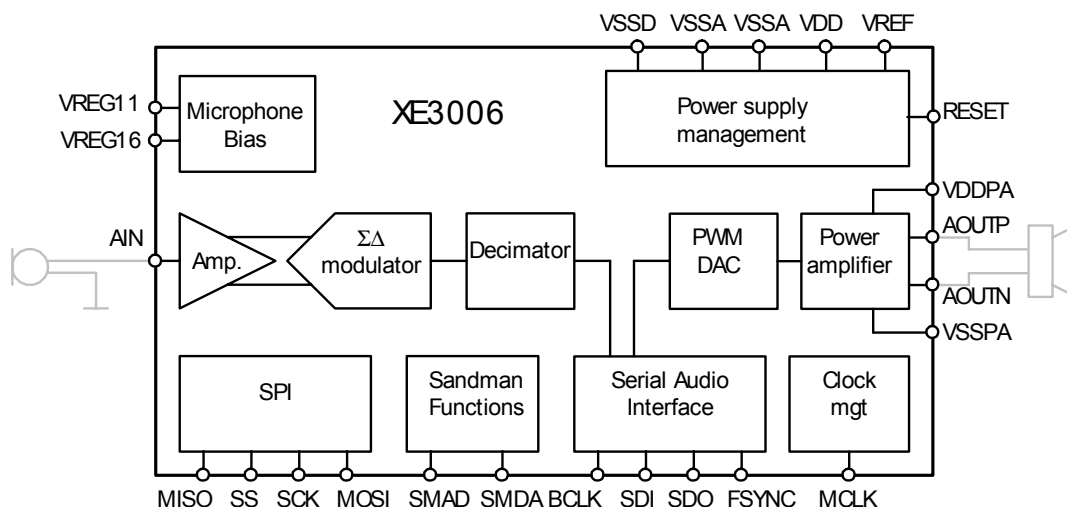 VSSD VSSA VSSA VDD VREF
VREG11
VREG16
Microphone
Bias
XE3006
Power supply
management
RESET
VDDPA
AOUTP
AOUTN
VSSPA
AIN
Amp.
ΣΔ
modulator
Decimator
PWM
DAC
Power
amplifier
SPI
Sandman
Functions
Serial Audio
Interface
Clock
mgt
MISO SS SCK MOSI SMAD SMDA BCLK SDI SDO FSYNC MCLK